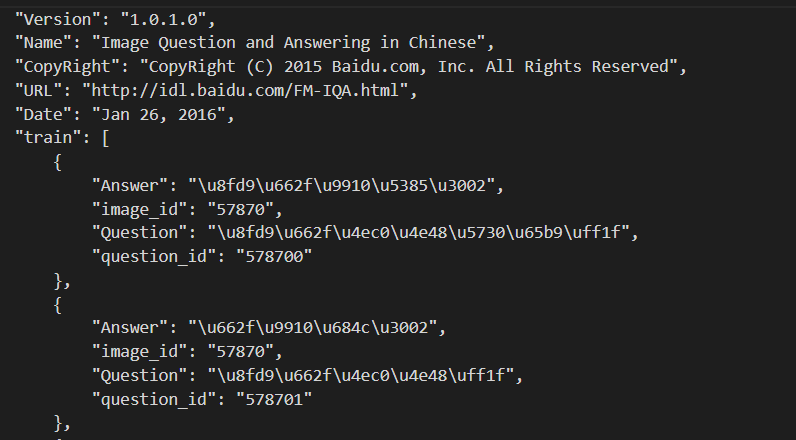 "Version": "1.0.1.0",
"Name": "Image Question and Answering in Chinese",
"CopyRight": "CopyRight (C) 2015 Baidu.com, Inc. All Rights Reserved",
"URL": "http://idl.baidu.com/FM-IQA.html",
"Date": "Jan 26, 2016",
"train": [
{
"Answer": "\u8fd9\u662f\u9910\u5385\u3002",
"image_id": "57870",
"Question": "\u8fd9\u662f\u4ec0\u4e48\u5730\u65b9\uff1f",
"question_id": "578700"
},
{
"Answer": "\u662f\u9910\u684c\u3002",
"image_id": "57870",
"Question": "\u8fd9\u662f\u4ec0\u4e48\uff1f",
"question_id": "578701"
},